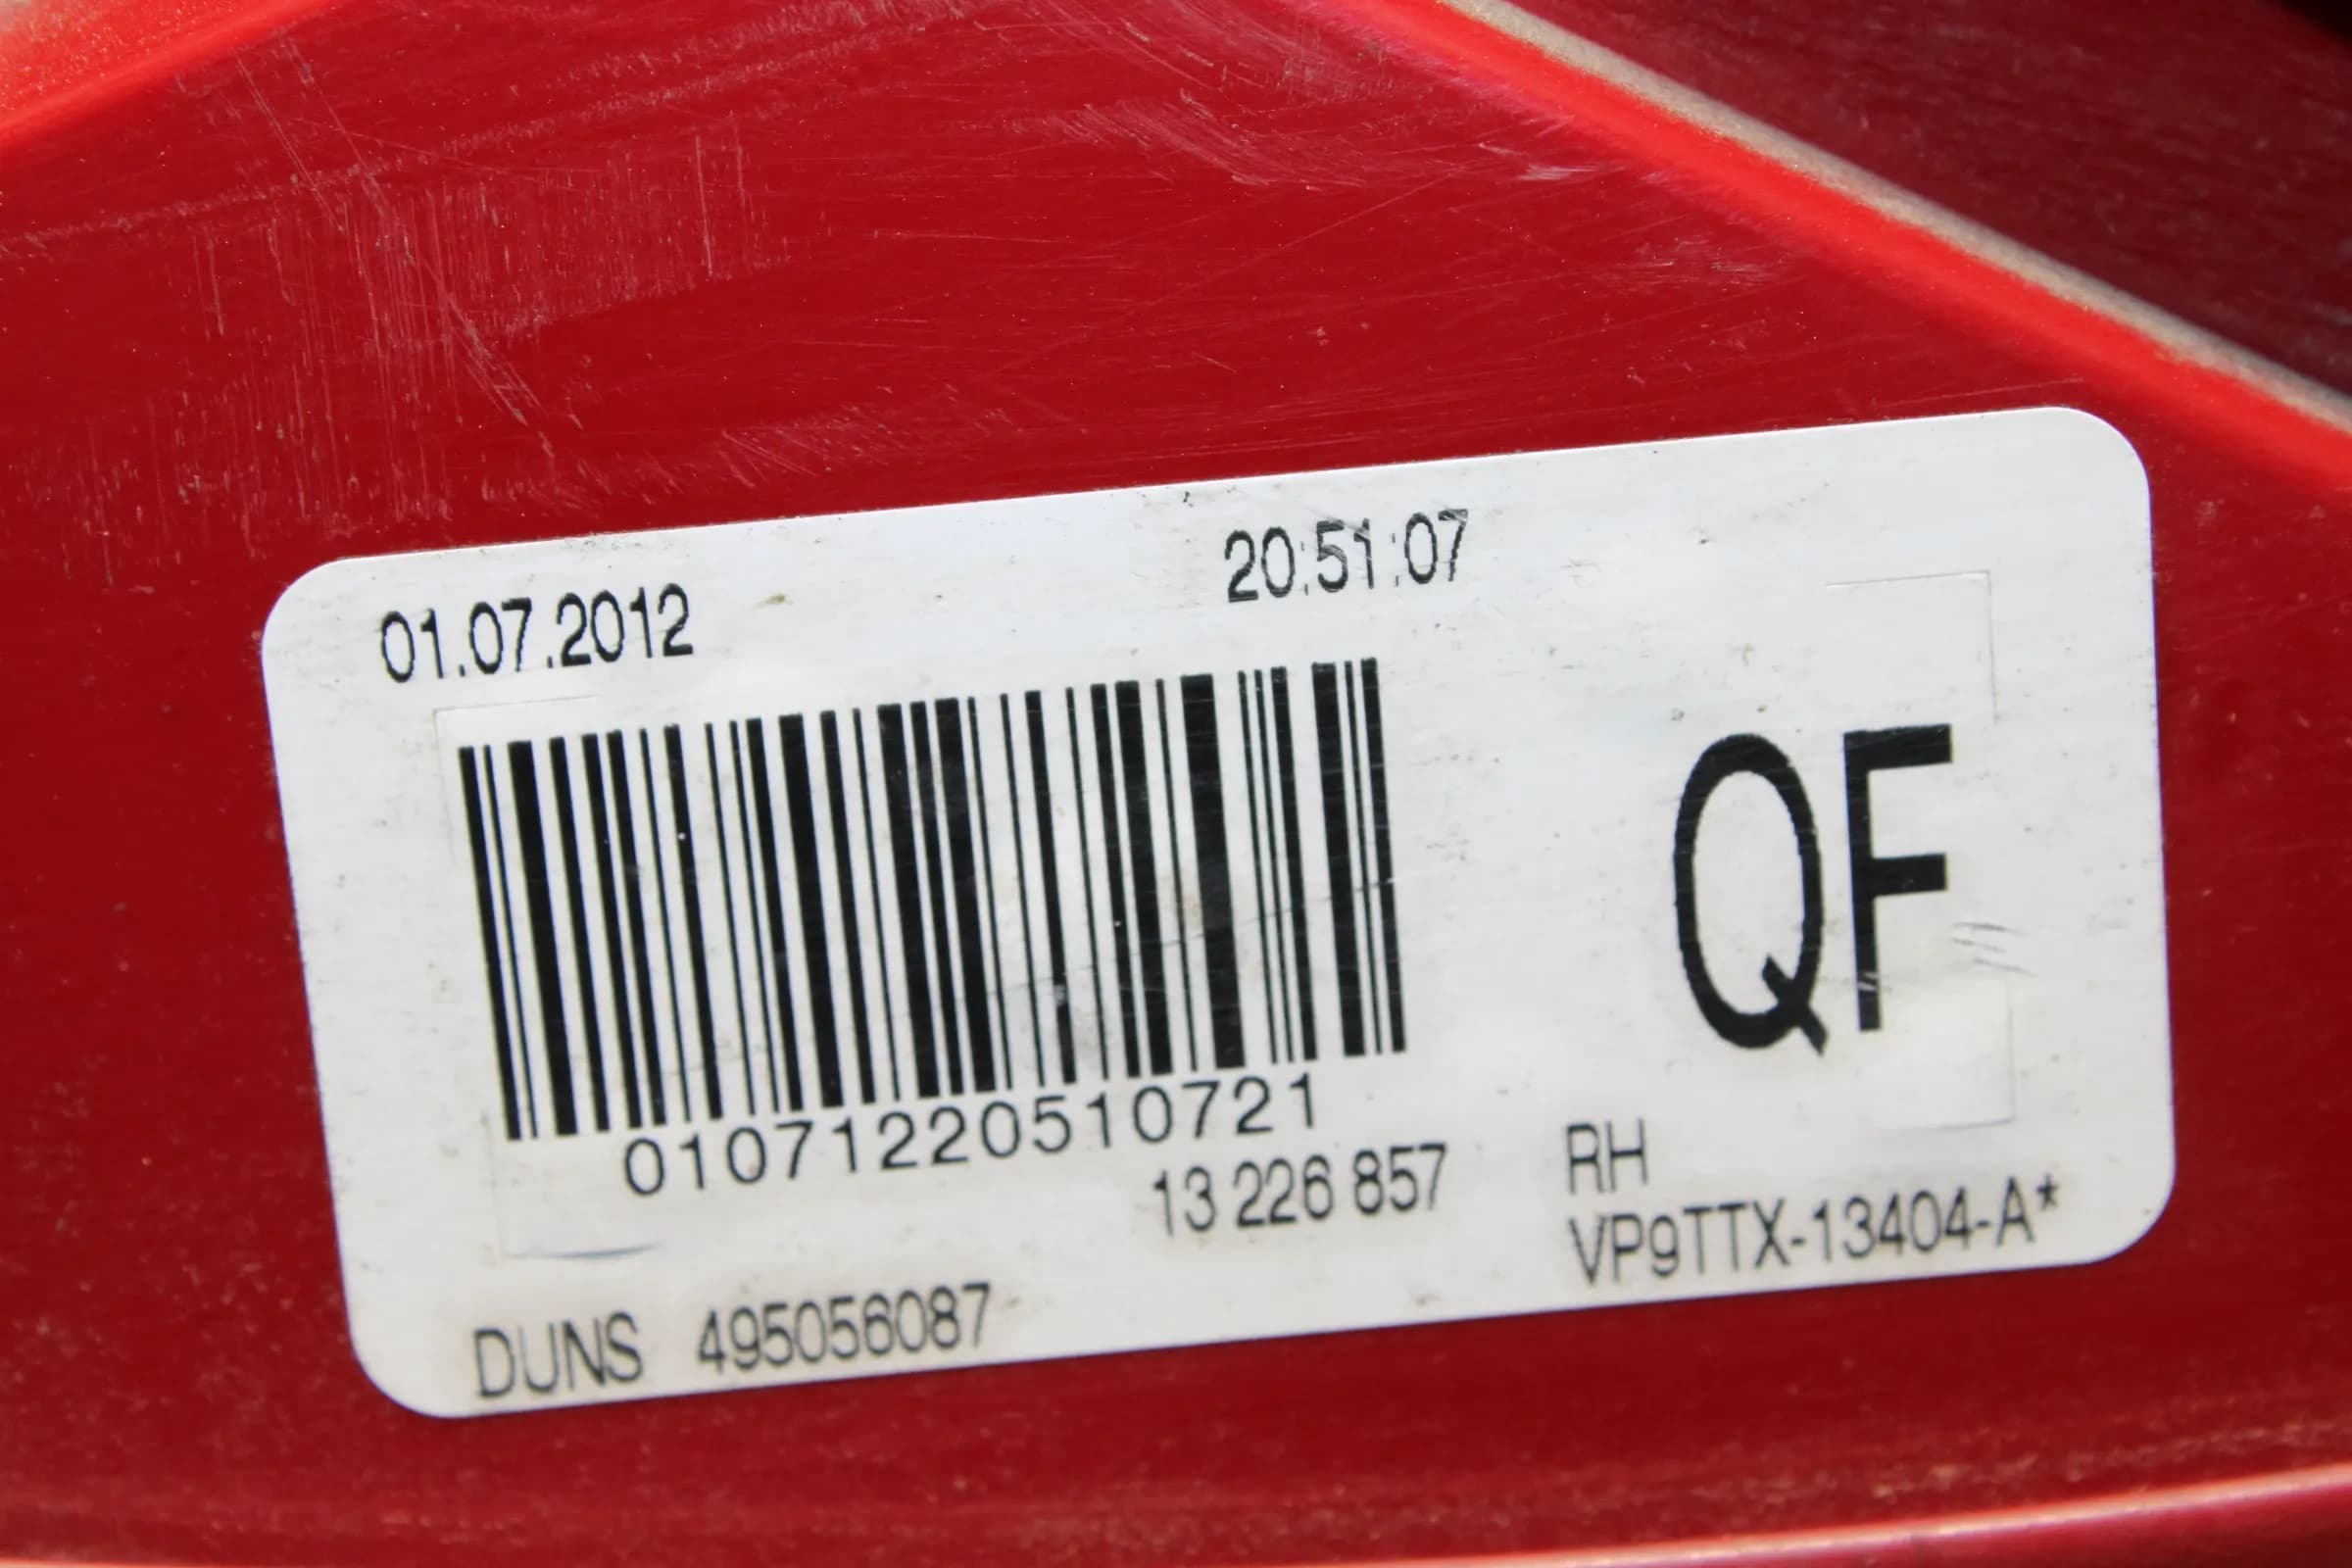 01.07.2012 20:51:07
QF
01071220510721
13 226 857
RH
VP9TTX-13404-A*
DUNS 495056087